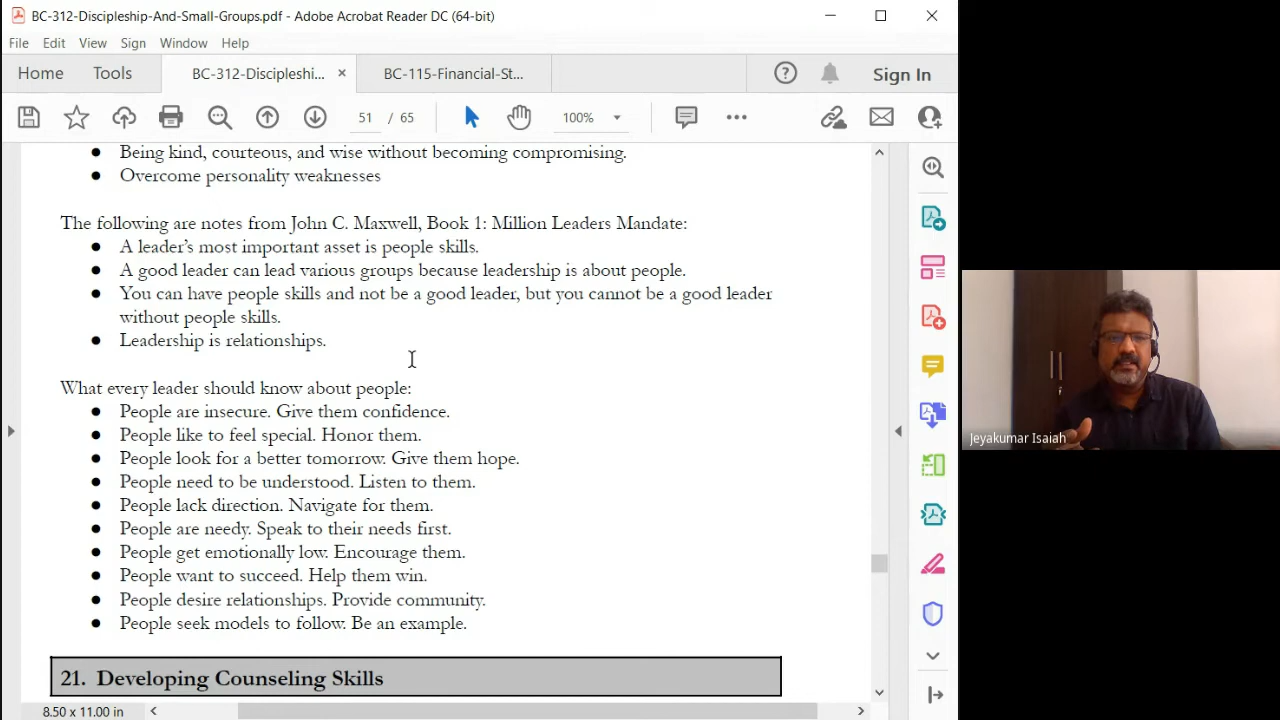 BC-312-Discipleship-And-Small-Groups.pdf - Adobe Acrobat Reader DC (64-bit)
File Edit View Sign Window Help
Home Tools BC-312-Discipleshi... × BC-115-Financial-St... Sign In
51 / 65 100%
• Being kind, courteous, and wise without becoming compromising.
• Overcome personality weaknesses
The following are notes from John C. Maxwell, Book 1: Million Leaders Mandate:
• A leader’s most important asset is people skills.
• A good leader can lead various groups because leadership is about people.
• You can have people skills and not be a good leader, but you cannot be a good leader
without people skills.
• Leadership is relationships.
What every leader should know about people:
• People are insecure. Give them confidence.
• People like to feel special. Honor them.
• People look for a better tomorrow. Give them hope.
• People need to be understood. Listen to them.
• People lack direction. Navigate for them.
• People are needy. Speak to their needs first.
• People get emotionally low. Encourage them.
• People want to succeed. Help them win.
• People desire relationships. Provide community.
• People seek models to follow. Be an example.
21. Developing Counseling Skills
8.50 x 11.00 in
Jeyakumar Isaiah